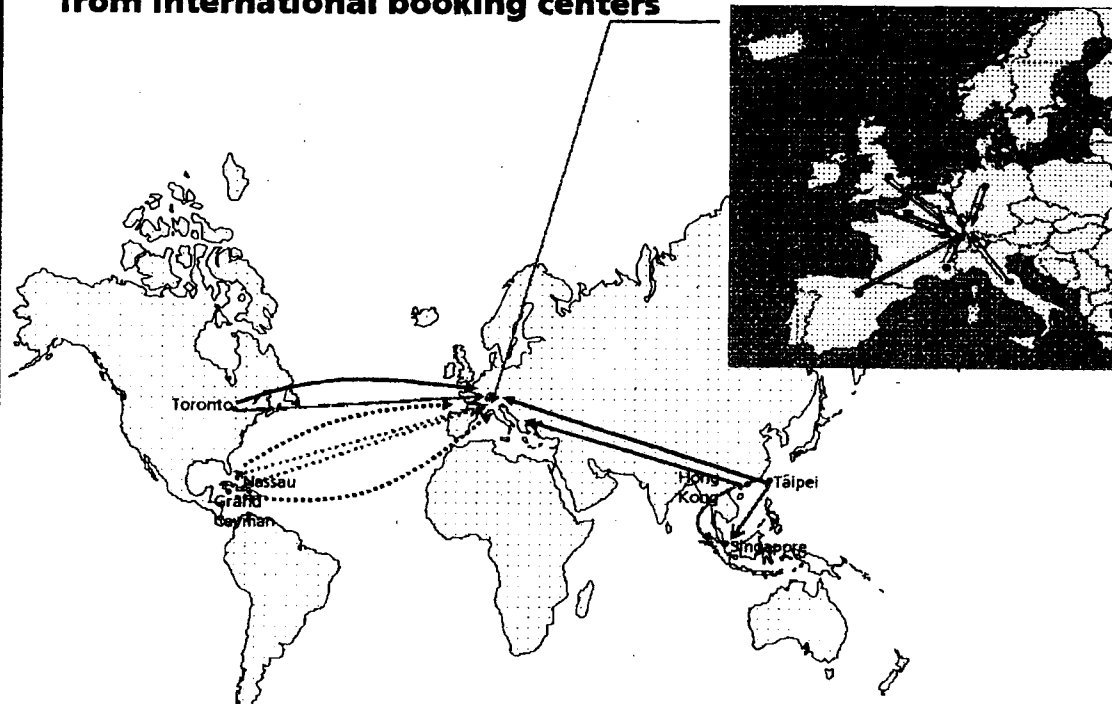 from international booking centers
Toronto
Nassau
Grand
Cayman
Hong
Kong
Taipei
Singapore